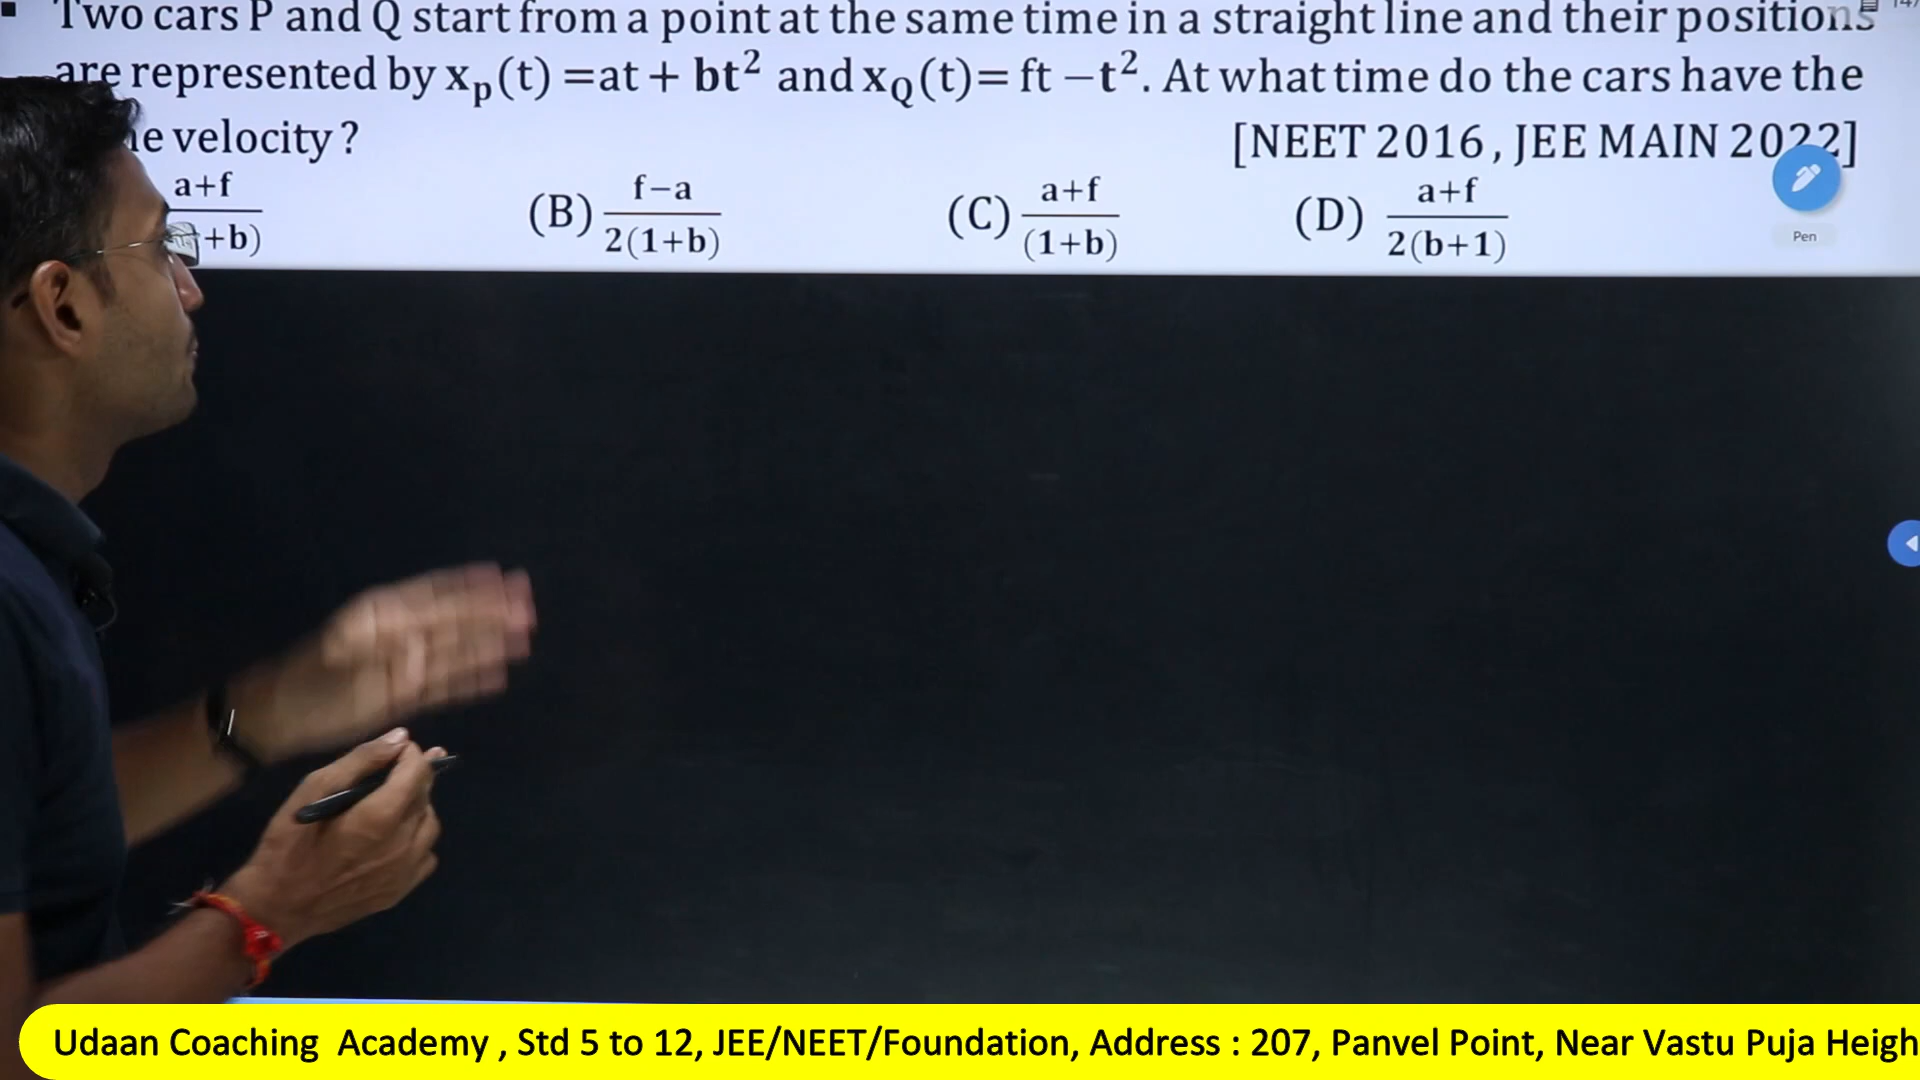 ▪ Two cars P and Q start from a point at the same time in a straight line and their positions
are represented by xₚ(t) =at + bt² and x_Q(t)= ft −t². At what time do the cars have the
velocity ?
[NEET 2016 , JEE MAIN 2022]
a+f
+b)
(B) f−a
2(1+b)
(C) a+f
(1+b)
(D) a+f
2(b+1)
Pen
Udaan Coaching Academy , Std 5 to 12, JEE/NEET/Foundation, Address : 207, Panvel Point, Near Vastu Puja Heigh